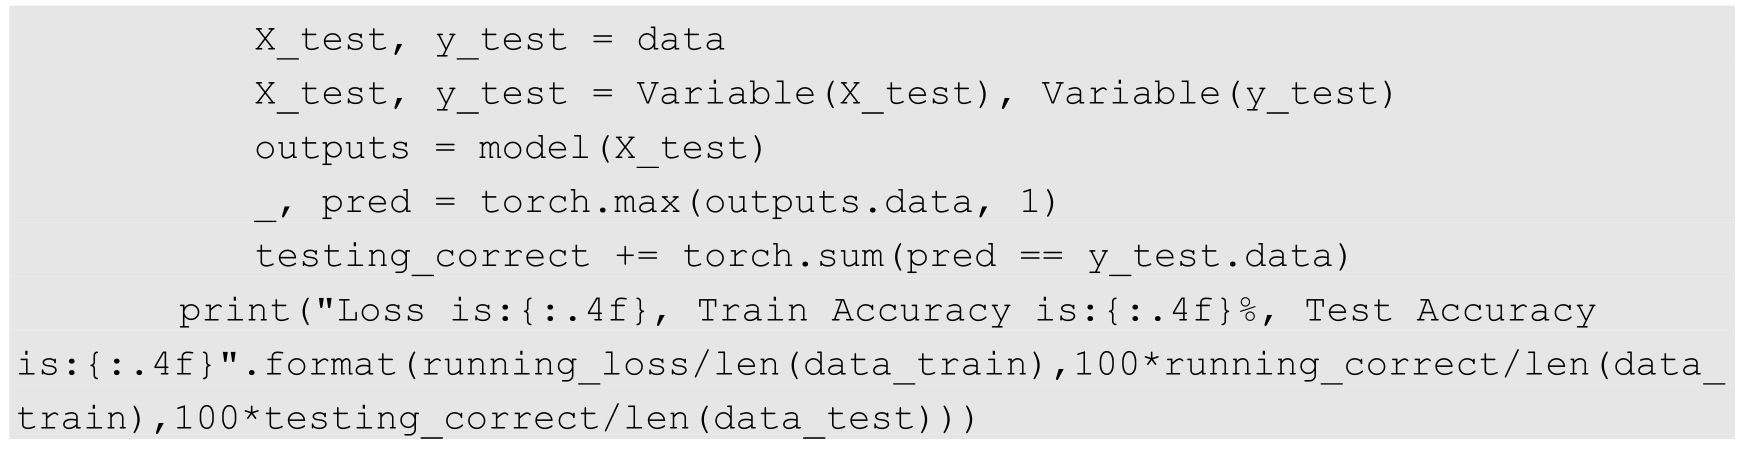 X_test, y_test = data
X_test, y_test = Variable(X_test), Variable(y_test)
outputs = model(X_test)
_, pred = torch.max(outputs.data, 1)
testing_correct += torch.sum(pred == y_test.data)
print("Loss is:{:.4f}, Train Accuracy is:{:.4f}%, Test Accuracy
is:{:.4f}".format(running_loss/len(data_train),100*running_correct/len(data_
train),100*testing_correct/len(data_test)))